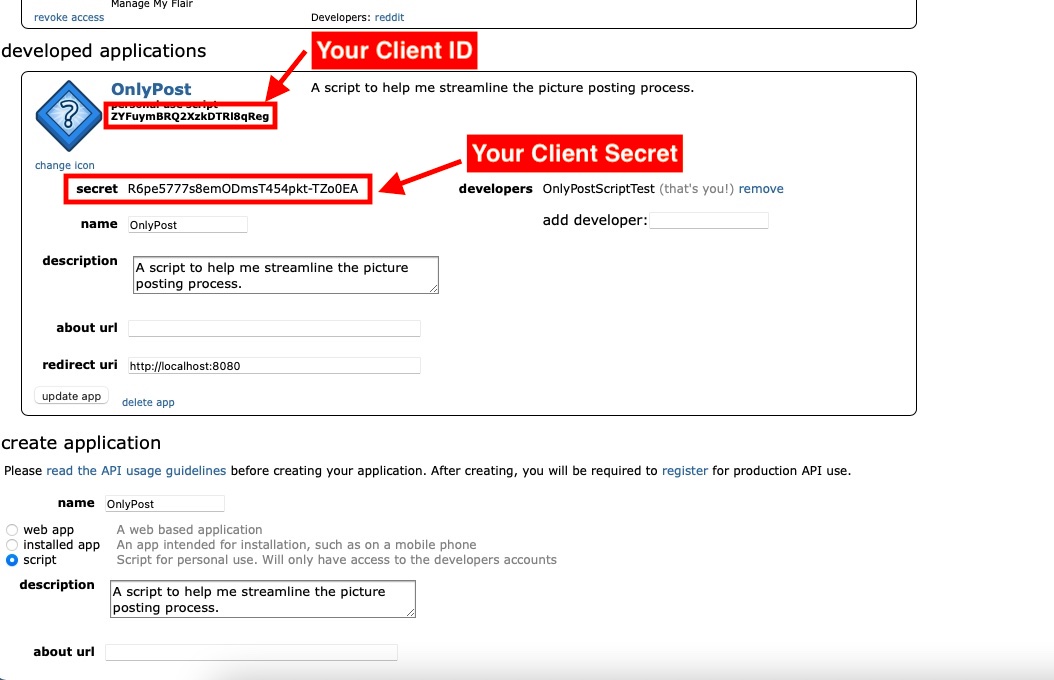 Manage My Flair
revoke access
Developers: reddit
developed applications
Your Client ID
OnlyPost
A script to help me streamline the picture posting process.
personal use script
ZYFuymBRQ2XzkDTRl8qReg
change icon
Your Client Secret
secret R6pe5777s8emODmsT454pkt-TZo0EA
developers OnlyPostScriptTest (that's you!) remove
name OnlyPost
add developer:
description A script to help me streamline the picture
posting process.
about url
redirect uri http://localhost:8080
update app delete app
create application
Please read the API usage guidelines before creating your application. After creating, you will be required to register for production API use.
name OnlyPost
web app A web based application
installed app An app intended for installation, such as on a mobile phone
script Script for personal use. Will only have access to the developers accounts
description A script to help me streamline the picture
posting process.
about url